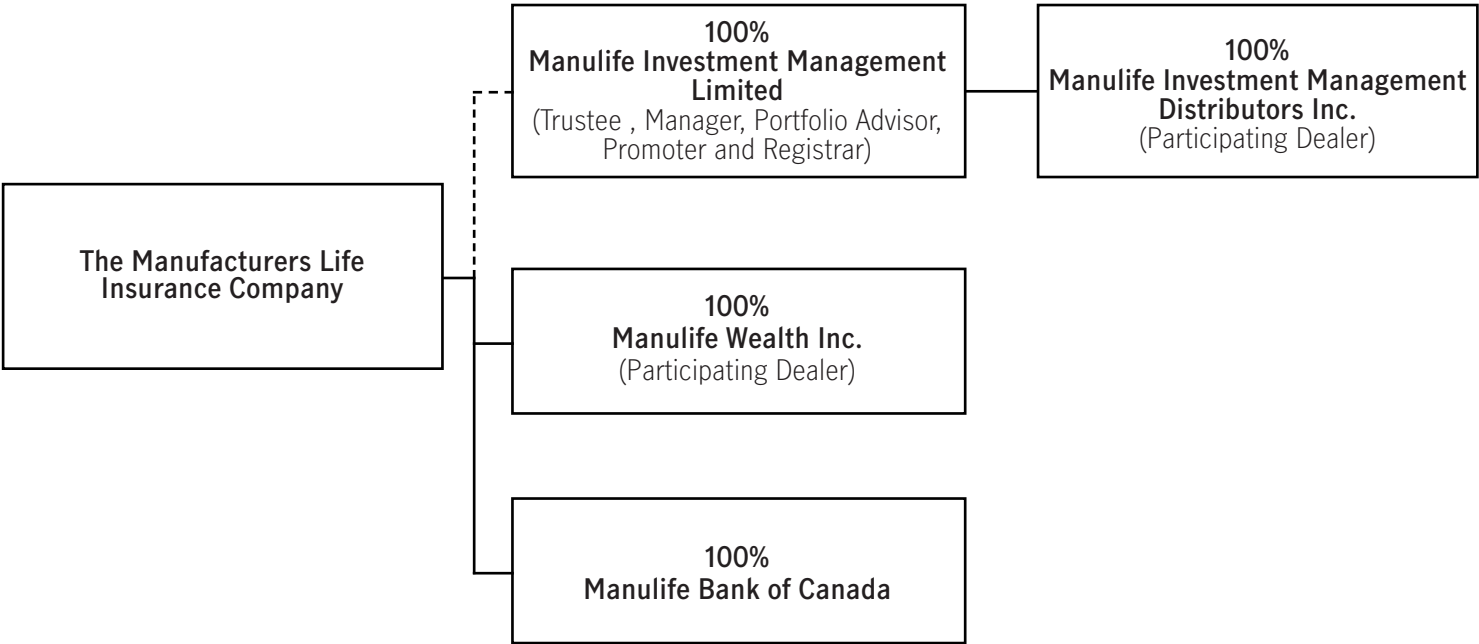 100%
Manulife Investment Management
Limited
(Trustee , Manager, Portfolio Advisor,
Promoter and Registrar)
100%
Manulife Investment Management
Distributors Inc.
(Participating Dealer)
The Manufacturers Life
Insurance Company
100%
Manulife Wealth Inc.
(Participating Dealer)
100%
Manulife Bank of Canada